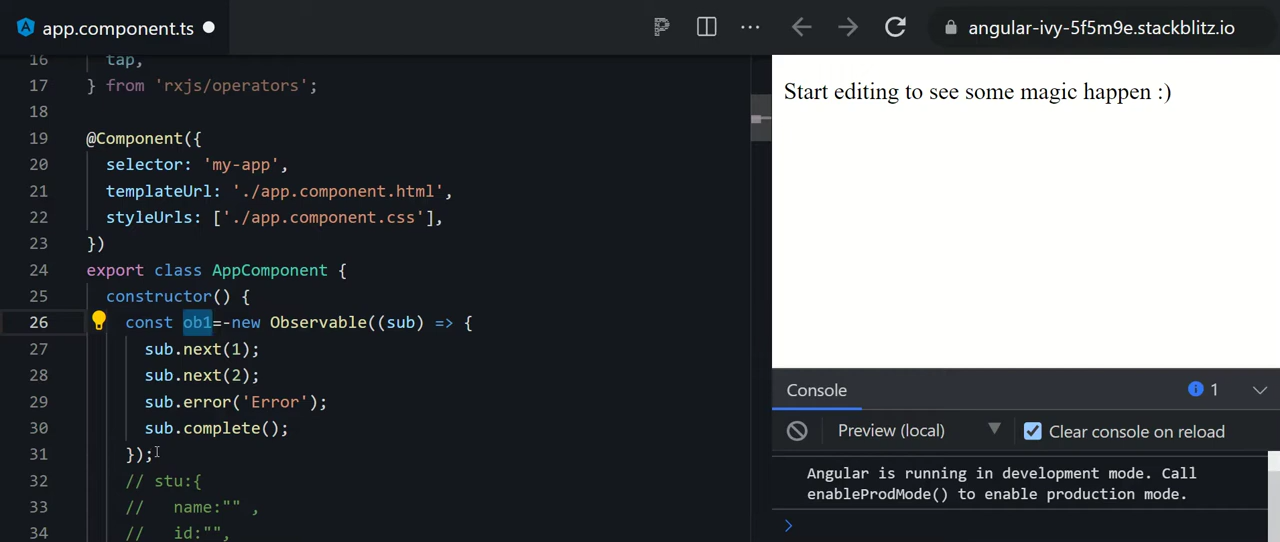 app.component.ts
angular-ivy-5f5m9e.stackblitz.io
16 tap,
17 } from 'rxjs/operators';
18
19 @Component({
20 selector: 'my-app',
21 templateUrl: './app.component.html',
22 styleUrls: ['./app.component.css'],
23 })
24 export class AppComponent {
25 constructor() {
26 const ob1=-new Observable((sub) => {
27 sub.next(1);
28 sub.next(2);
29 sub.error('Error');
30 sub.complete();
31 });
32 // stu:{
33 // name:"" ,
34 // id:"",
Start editing to see some magic happen :)
Console 1
Preview (local) Clear console on reload
Angular is running in development mode. Call
enableProdMode() to enable production mode.